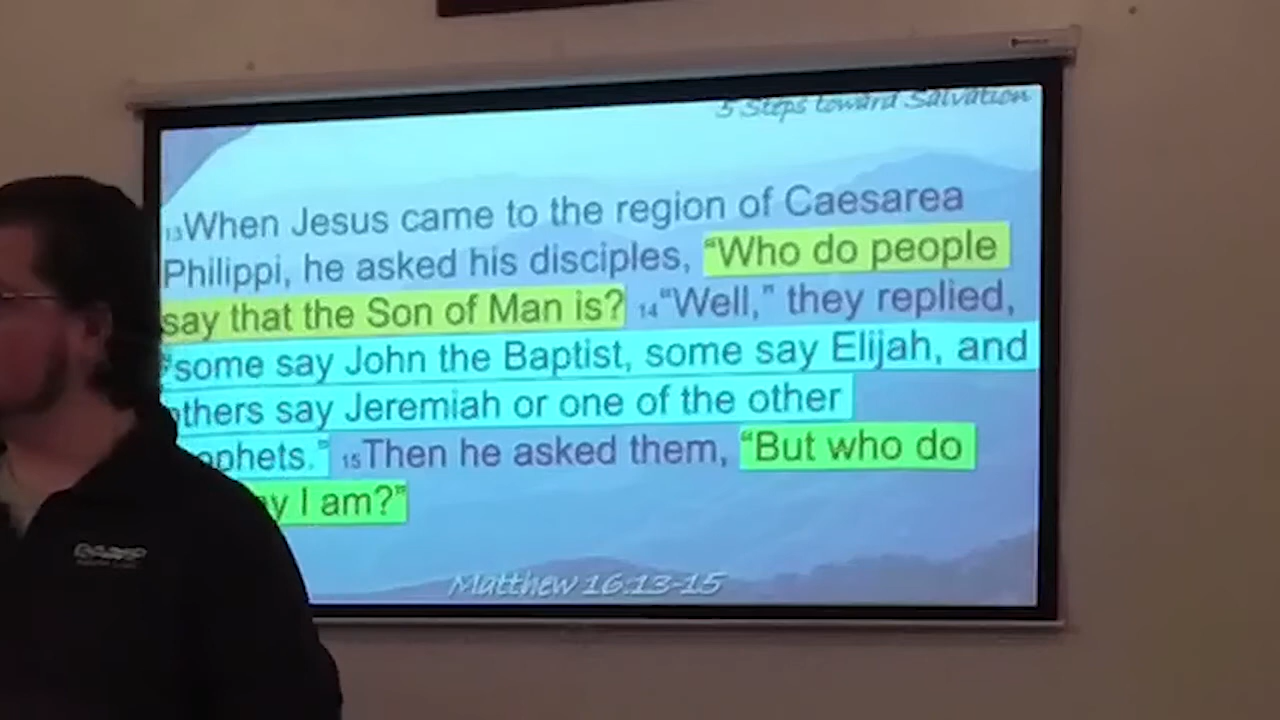 5 Steps toward Salvation
13When Jesus came to the region of Caesarea
Philippi, he asked his disciples, “Who do people
say that the Son of Man is? 14“Well,” they replied,
“some say John the Baptist, some say Elijah, and
others say Jeremiah or one of the other
ophets.” 15Then he asked them, “But who do
y I am?”
Matthew 16:13-15